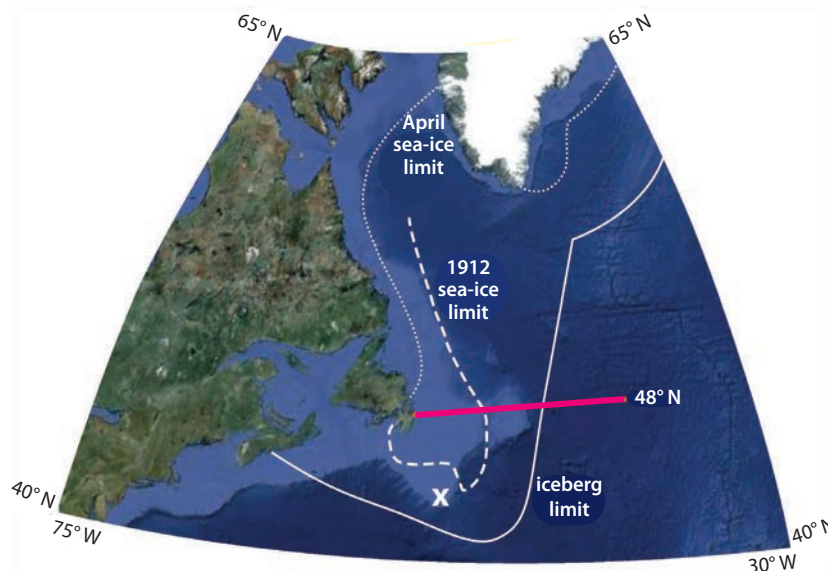 65° N
65° N
April
sea-ice
limit
1912
sea-ice
limit
48° N
X
iceberg
limit
40° N
75° W
40° N
30° W